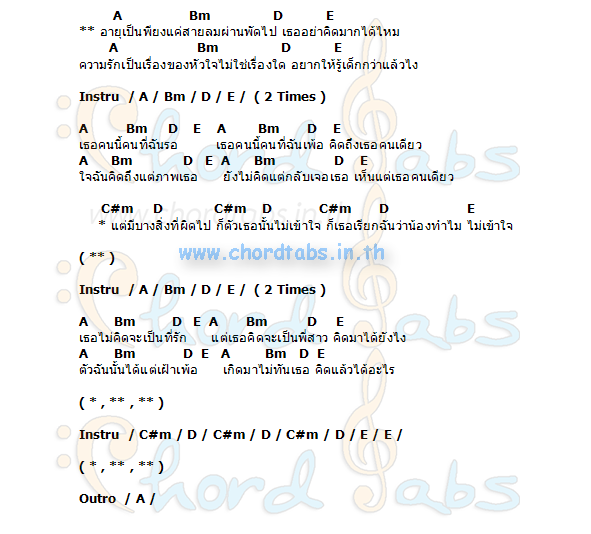 A Bm D E
** อายุเป็นเพียงแค่สายลมผ่านพัดไป เธออย่าคิดมากได้ไหม
A Bm D E
ความรักเป็นเรื่องของหัวใจไม่ใช่เรื่องใด อยากให้รู้เด็กกว่าแล้วไง
Instru / A / Bm / D / E / ( 2 Times )
A Bm D E A Bm D E
เธอคนนี้คนที่ฉันรอ เธอคนนี้คนที่ฉันเพ้อ คิดถึงเธอคนเดียว
A Bm D E A Bm D E
ใจฉันคิดถึงแต่ภาพเธอ ยังไม่คิดแต่กลับเจอเธอ เห็นแต่เธอคนเดียว
C#m D C#m D C#m D E
* แต่มีบางสิ่งที่ผิดไป ก็ตัวเธอนั้นไม่เข้าใจ ก็เธอเรียกฉันว่าน้องทำไม ไม่เข้าใจ
www.chordtabs.in.th
( ** )
Instru / A / Bm / D / E / ( 2 Times )
A Bm D E A Bm D E
เธอไม่คิดจะเป็นที่รัก แต่เธอคิดจะเป็นพี่สาว คิดมาได้ยังไง
A Bm D E A Bm D E
ตัวฉันนั้นได้แต่เฝ้าเพ้อ เกิดมาไม่ทันเธอ คิดแล้วได้อะไร
( * , ** , ** )
Instru / C#m / D / C#m / D / C#m / D / E / E /
( * , ** , ** )
Outro / A /